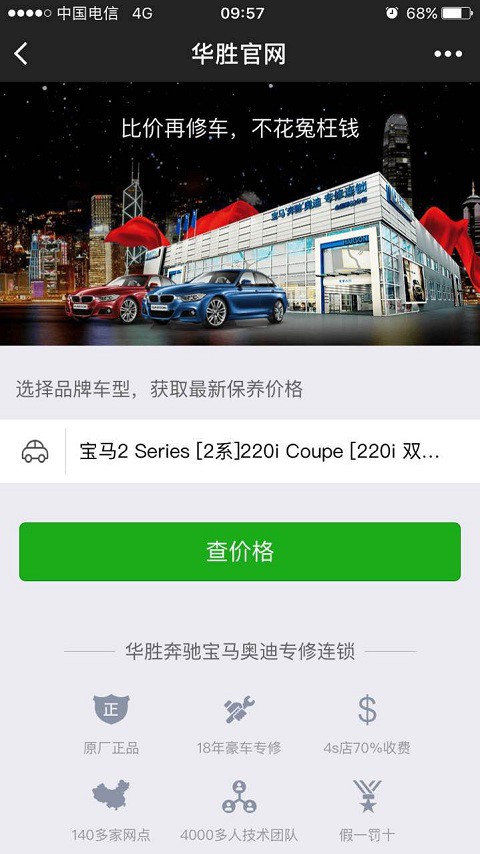 中国电信 4G 09:57 68%
华胜官网
比价再修车，不花冤枉钱
宝马 奔驰 奥迪 专修连锁
HARSON
选择品牌车型，获取最新保养价格
宝马2 Series [2系]220i Coupe [220i 双...
查价格
华胜奔驰宝马奥迪专修连锁
正
$
原厂正品 18年豪车专修 4s店70%收费
140多家网点 4000多人技术团队 假一罚十